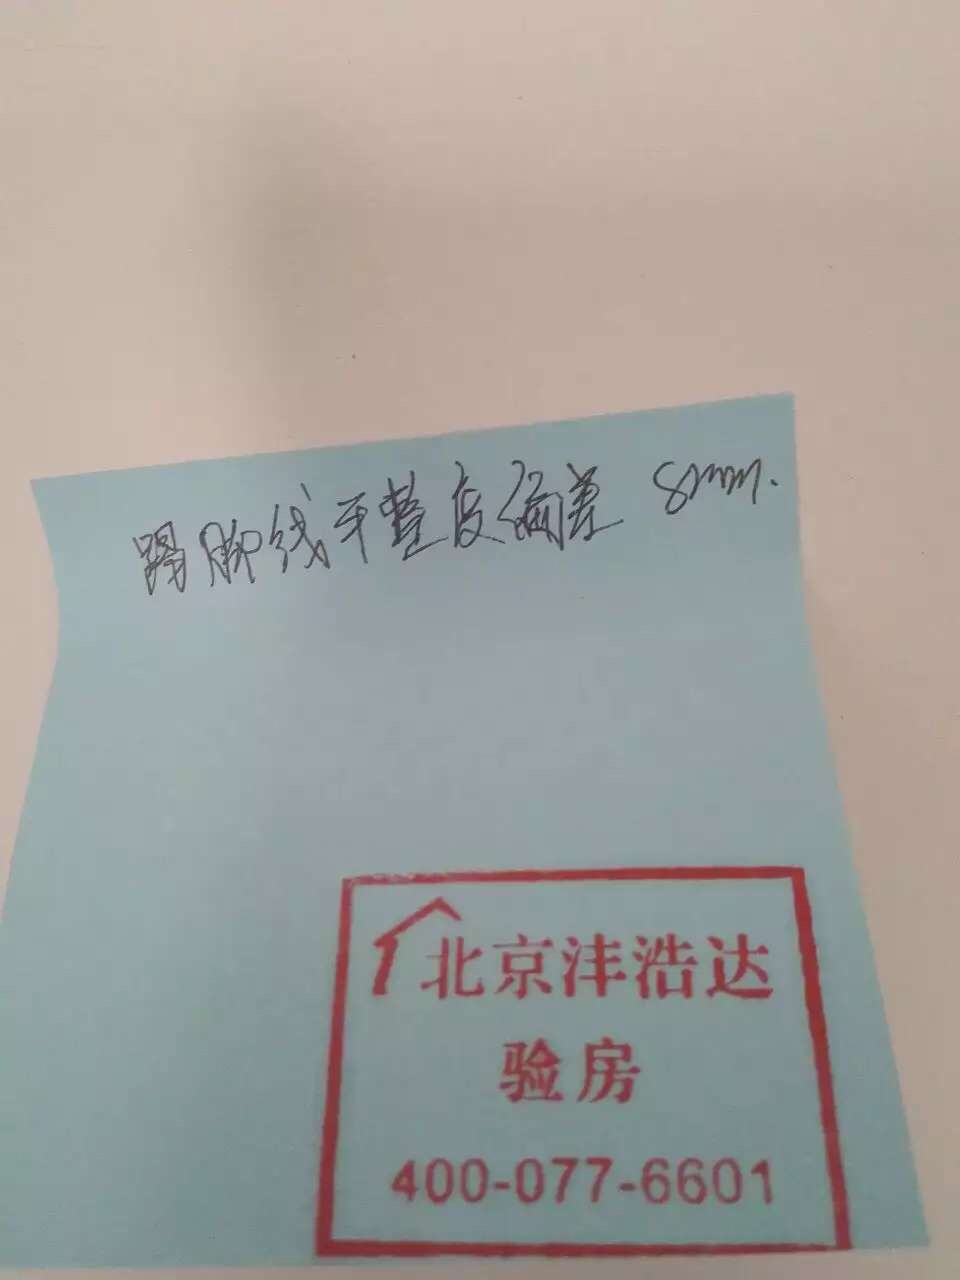 踢脚线平整度偏差 8mm.
北京沣浩达
验房
400-077-6601